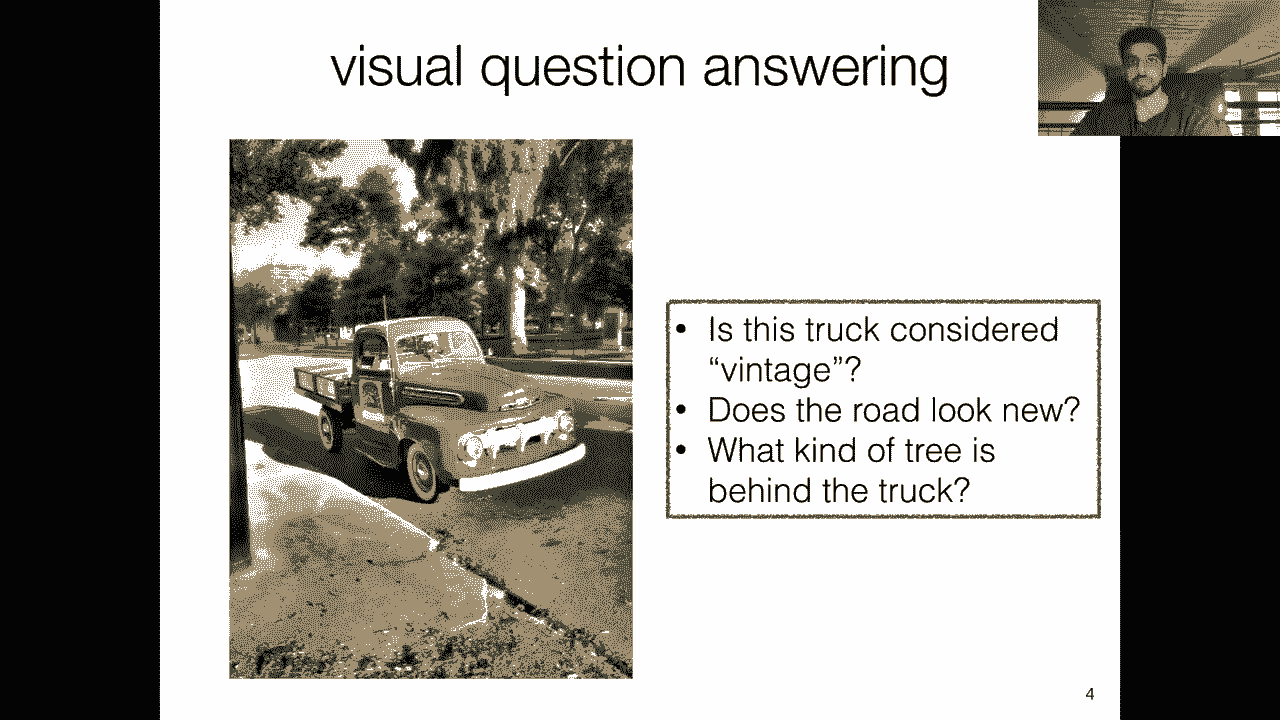 visual question answering
• Is this truck considered
“vintage”?
• Does the road look new?
• What kind of tree is
behind the truck?
4